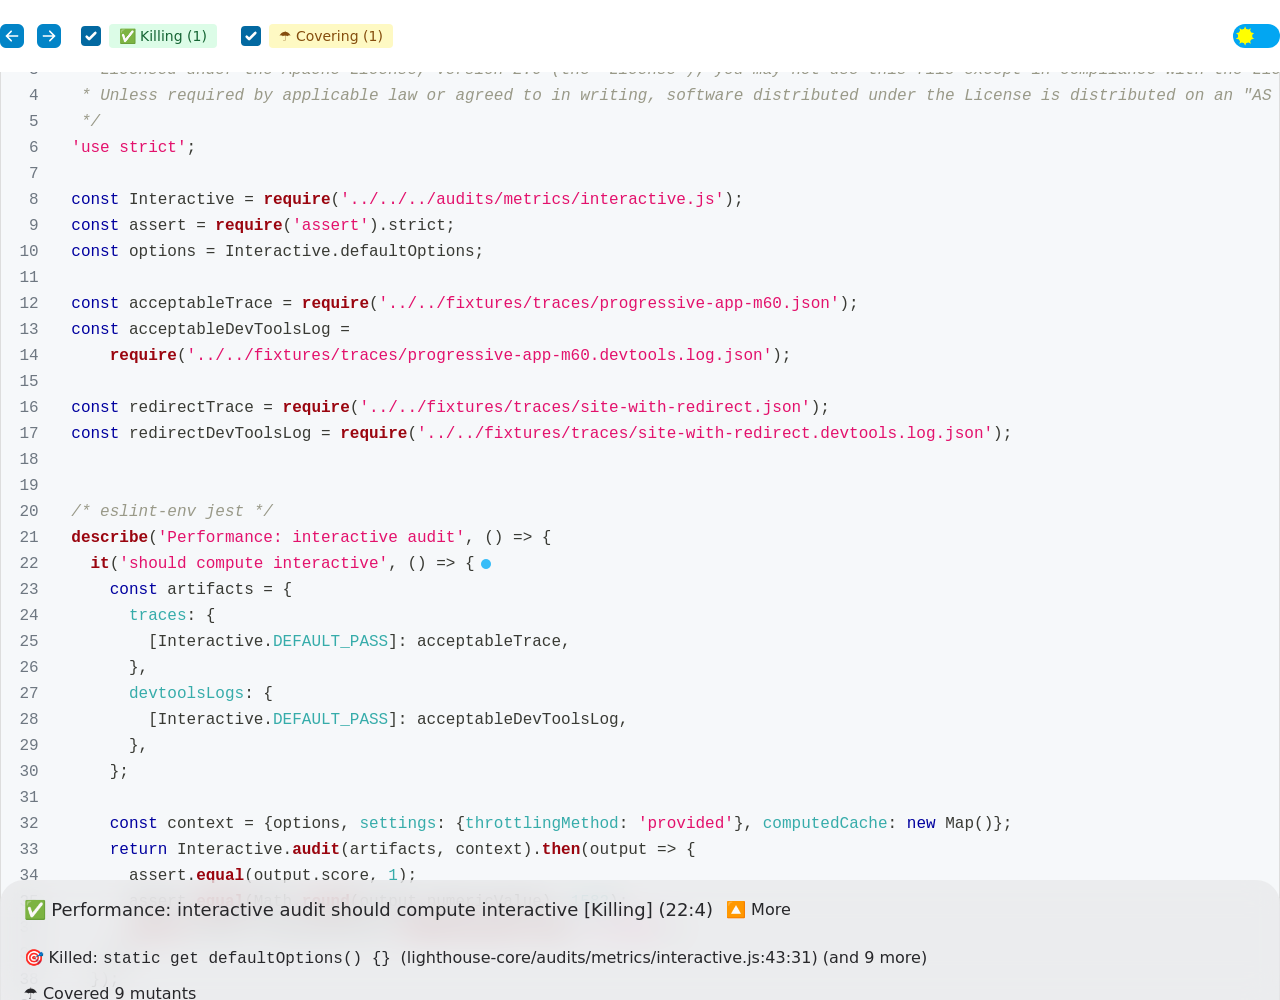 ✅ Killing (1) ☂ Covering (1)
4 * Unless required by applicable law or agreed to in writing, software distributed under the License is distributed on an "AS
5 */
6 'use strict';
7
8 const Interactive = require('../../../audits/metrics/interactive.js');
9 const assert = require('assert').strict;
10 const options = Interactive.defaultOptions;
11
12 const acceptableTrace = require('../../fixtures/traces/progressive-app-m60.json');
13 const acceptableDevToolsLog =
14 require('../../fixtures/traces/progressive-app-m60.devtools.log.json');
15
16 const redirectTrace = require('../../fixtures/traces/site-with-redirect.json');
17 const redirectDevToolsLog = require('../../fixtures/traces/site-with-redirect.devtools.log.json');
18
19
20 /* eslint-env jest */
21 describe('Performance: interactive audit', () => {
22 it('should compute interactive', () => {
23 const artifacts = {
24 traces: {
25 [Interactive.DEFAULT_PASS]: acceptableTrace,
26 },
27 devtoolsLogs: {
28 [Interactive.DEFAULT_PASS]: acceptableDevToolsLog,
29 },
30 };
31
32 const context = {options, settings: {throttlingMethod: 'provided'}, computedCache: new Map()};
33 return Interactive.audit(artifacts, context).then(output => {
34 assert.equal(output.score, 1);
✅ Performance: interactive audit should compute interactive [Killing] (22:4) 🔼 More
🎯 Killed: static get defaultOptions() {} (lighthouse-core/audits/metrics/interactive.js:43:31) (and 9 more)
☂ Covered 9 mutants